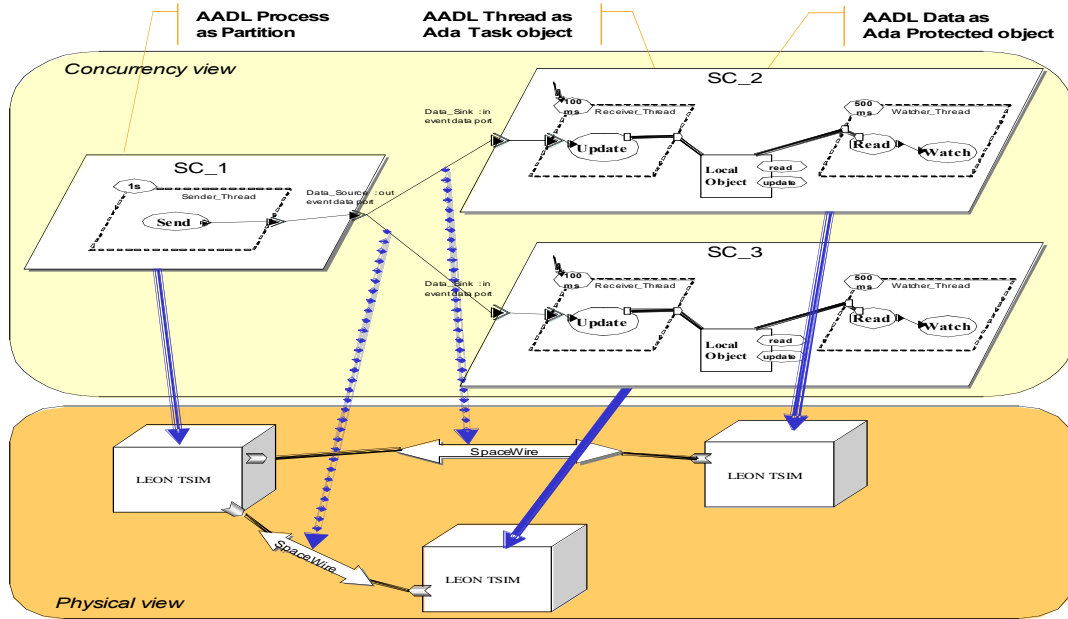 AADL Process
as Partition
AADL Thread as
Ada Task object
AADL Data as
Ada Protected object
Concurrency view
SC_1
1s
Sender_Thread
Send
Data_Source : out
event data port
Data_Sink : in
event data port
SC_2
100
ms
Receiver_Thread
Update
Local
Object
read
update
500
ms
Watcher_Thread
Read
Watch
Data_Sink : in
event data port
SC_3
100
ms
Receiver_Thread
Update
Local
Object
read
update
500
ms
Watcher_Thread
Read
Watch
LEON TSIM
SpaceWire
LEON TSIM
SpaceWire
LEON TSIM
Physical view